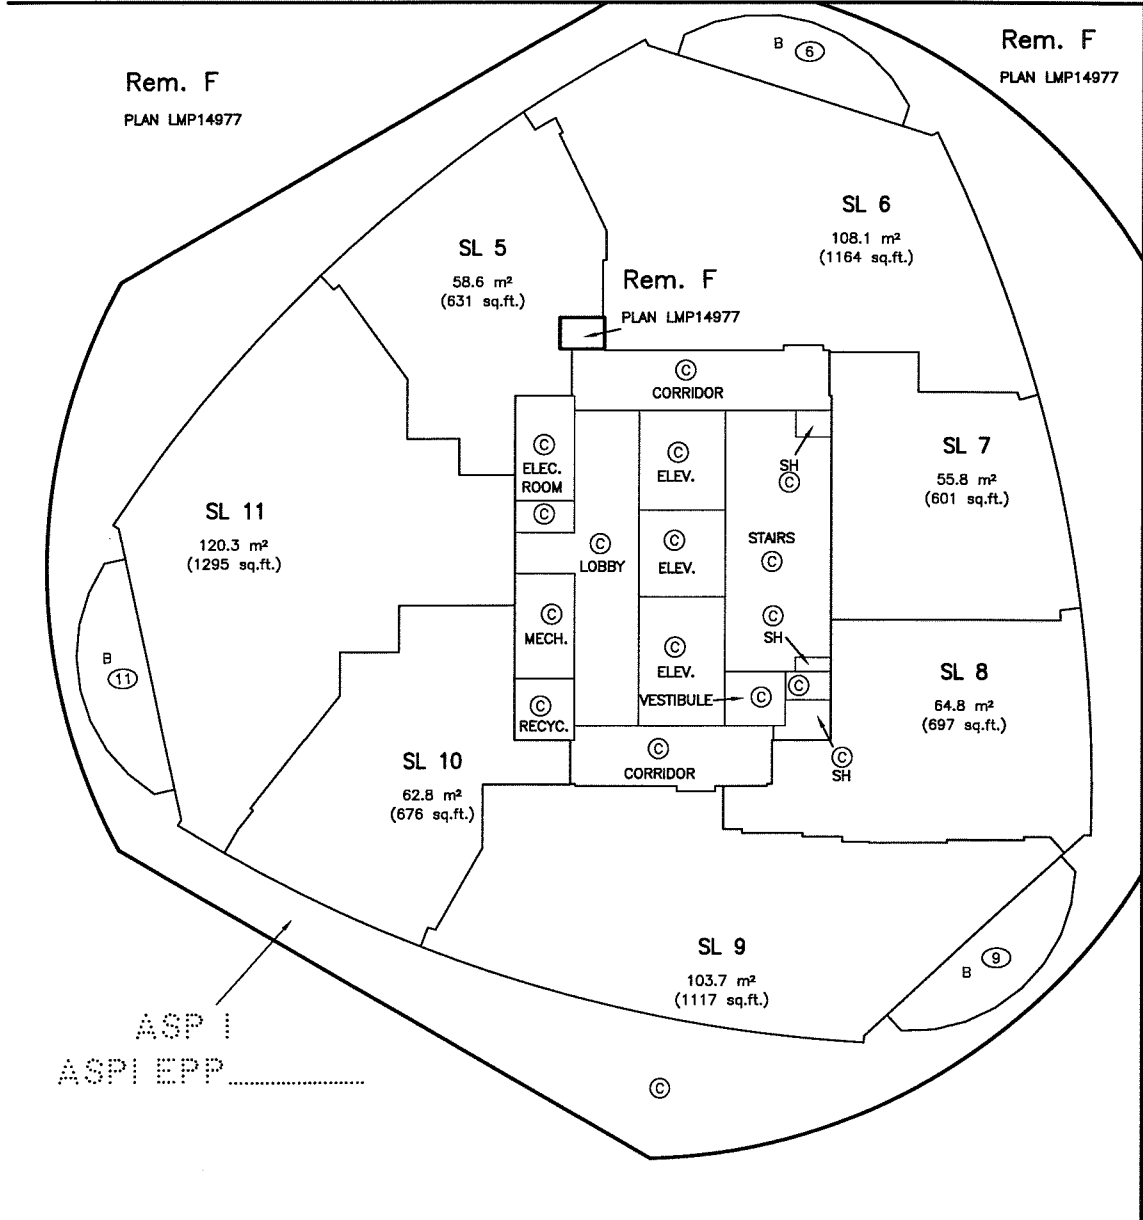 Rem. F
PLAN LMP14977
B 6
Rem. F
PLAN LMP14977
SL 6
108.1 m²
(1164 sq.ft.)
SL 5
58.6 m²
(631 sq.ft.)
Rem. F
PLAN LMP14977
C
CORRIDOR
SL 7
55.8 m²
(601 sq.ft.)
C
ELEC.
ROOM
C
C
ELEV.
SH
C
SL 11
120.3 m²
(1295 sq.ft.)
C
LOBBY
C
ELEV.
STAIRS
C
C
MECH.
C
ELEV.
C
SH
B
11
C
RECYC.
VESTIBULE
C
C
SL 8
64.8 m²
(697 sq.ft.)
SL 10
62.8 m²
(676 sq.ft.)
C
CORRIDOR
C
SH
SL 9
103.7 m²
(1117 sq.ft.)
B 9
ASP 1
ASP1 EPP
C